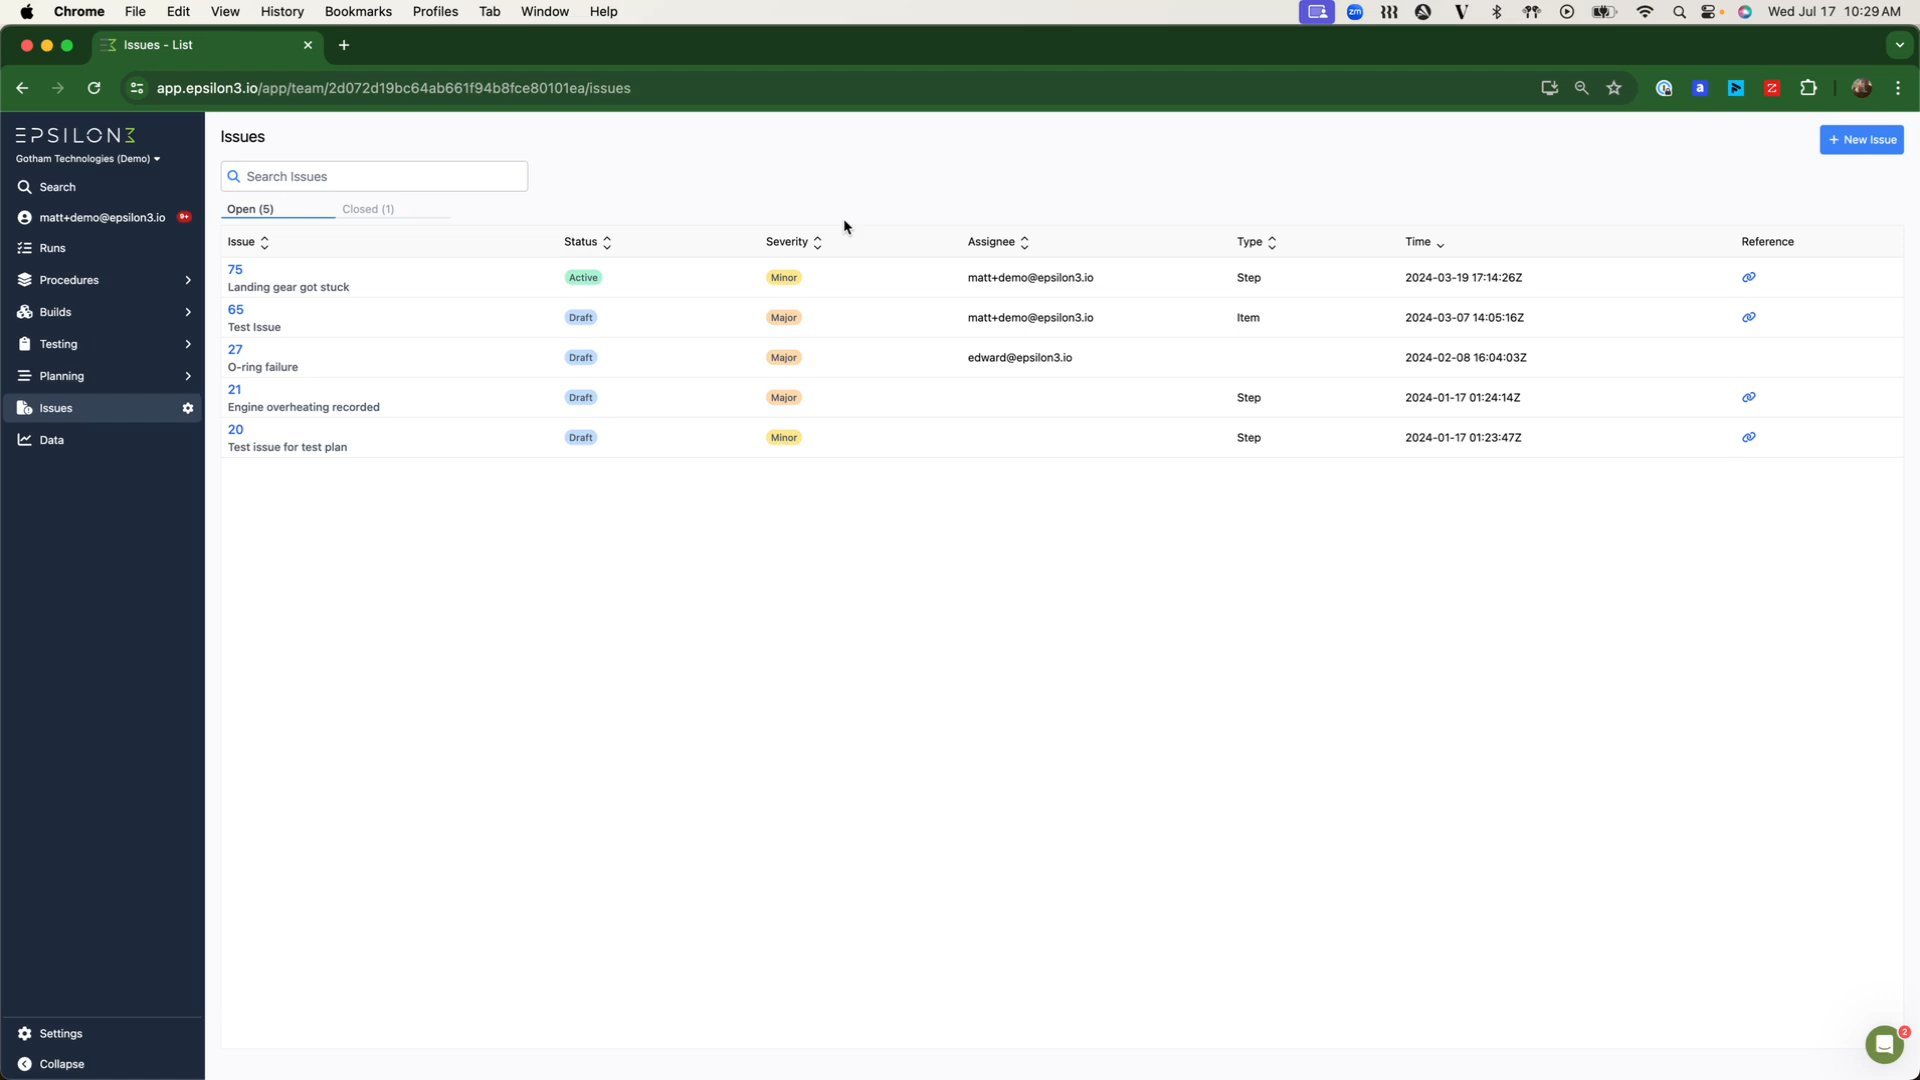 Chrome File Edit View History Bookmarks Profiles Tab Window Help zm V Wed Jul 17 10:29 AM
Issues - List
app.epsilon3.io/app/team/2d072d19bc64ab661f94b8fce80101ea/issues a Z
EPSILON3
Gotham Technologies (Demo)
Search
matt+demo@epsilon3.io 9+
Runs
Procedures
Builds
Testing
Planning
Issues
Data
Settings
Collapse
Issues
+ New Issue
Search Issues
Open (5) Closed (1)
Issue Status Severity Assignee Type Time Reference
75
Landing gear got stuck Active Minor matt+demo@epsilon3.io Step 2024-03-19 17:14:26Z
65
Test Issue Draft Major matt+demo@epsilon3.io Item 2024-03-07 14:05:16Z
27
O-ring failure Draft Major edward@epsilon3.io 2024-02-08 16:04:03Z
21
Engine overheating recorded Draft Major Step 2024-01-17 01:24:14Z
20
Test issue for test plan Draft Minor Step 2024-01-17 01:23:47Z
2